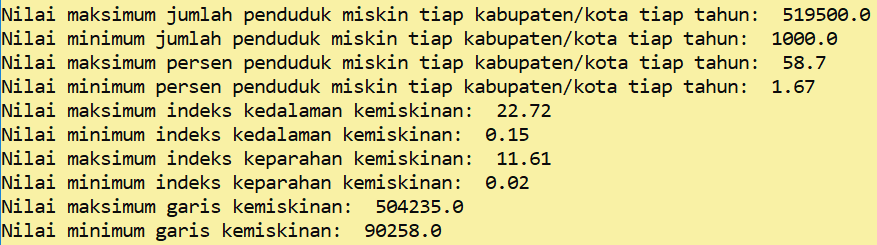 Nilai maksimum jumlah penduduk miskin tiap kabupaten/kota tiap tahun:  519500.0
Nilai minimum jumlah penduduk miskin tiap kabupaten/kota tiap tahun:  1000.0
Nilai maksimum persen penduduk miskin tiap kabupaten/kota tiap tahun:  58.7
Nilai minimum persen penduduk miskin tiap kabupaten/kota tiap tahun:  1.67
Nilai maksimum indeks kedalaman kemiskinan:  22.72
Nilai minimum indeks kedalaman kemiskinan:  0.15
Nilai maksimum indeks keparahan kemiskinan:  11.61
Nilai minimum indeks keparahan kemiskinan:  0.02
Nilai maksimum garis kemiskinan:  504235.0
Nilai minimum garis kemiskinan:  90258.0